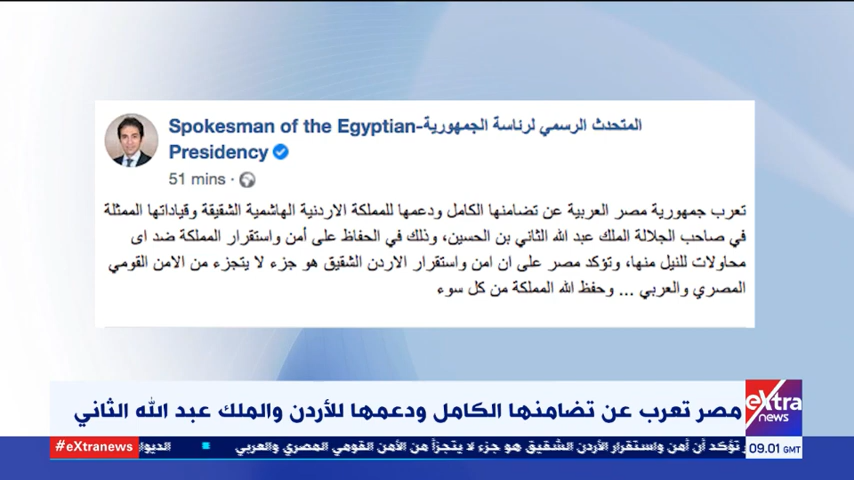 Spokesman of the Egyptian-المتحدث الرسمي لرئاسة الجمهورية
Presidency
51 mins ·
تعرب جمهورية مصر العربية عن تضامنها الكامل ودعمها للمملكة الاردنية الهاشمية الشقيقة وقياداتها الممثلة
في صاحب الجلالة الملك عبد الله الثاني بن الحسين، وذلك في الحفاظ على أمن واستقرار المملكة ضد اى
محاولات للنيل منها، وتؤكد مصر على ان امن واستقرار الاردن الشقيق هو جزء لا يتجزء من الامن القومي
المصري والعربي ... وحفظ الله المملكة من كل سوء
مصر تعرب عن تضامنها الكامل ودعمها للأردن والملك عبد الله الثاني
eXtra
news
تؤكد أن أمن واستقرار الأردن الشقيق هو جزء لا يتجزأ من الأمن القومي المصري والعربي
#eXtranews
09.01 GMT